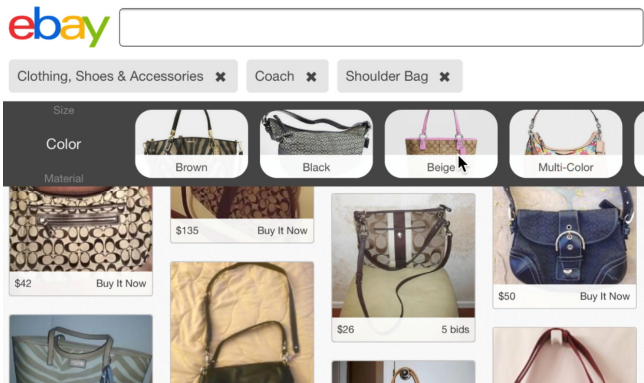 ebay
Clothing, Shoes & Accessories ✖ Coach ✖ Shoulder Bag ✖
Size
Color
Material
Brown Black Beige Multi-Color
$135 Buy It Now
$42 Buy It Now
$50 Buy It Now
$26 5 bids